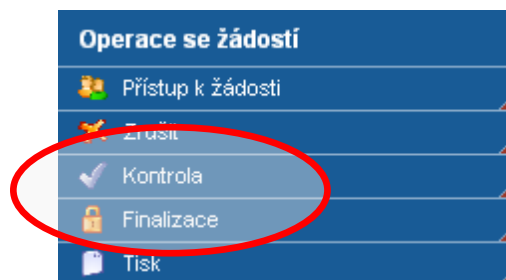 Operace se žádostí
Přístup k žádosti
Zrušit
Kontrola
Finalizace
Tisk